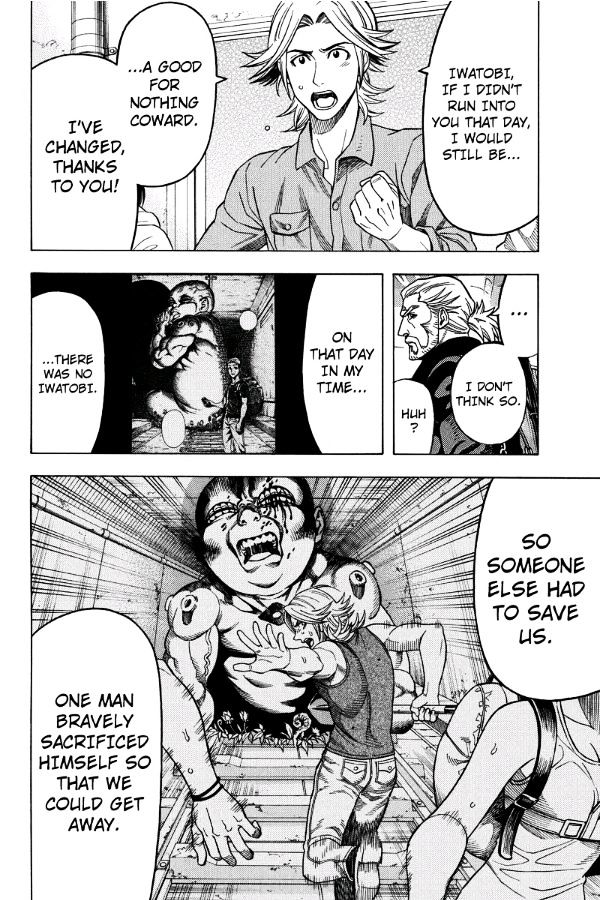 IWATOBI,
IF I DIDN'T
RUN INTO
YOU THAT DAY,
I WOULD
STILL BE...
...A GOOD
FOR
NOTHING
COWARD.
I'VE
CHANGED,
THANKS
TO YOU!
...
I DON'T
THINK SO.
HUH
?
ON
THAT DAY
IN MY
TIME...
...THERE
WAS NO
IWATOBI.
SO
SOMEONE
ELSE HAD
TO SAVE
US.
ONE MAN
BRAVELY
SACRIFICED
HIMSELF SO
THAT WE
COULD GET
AWAY.